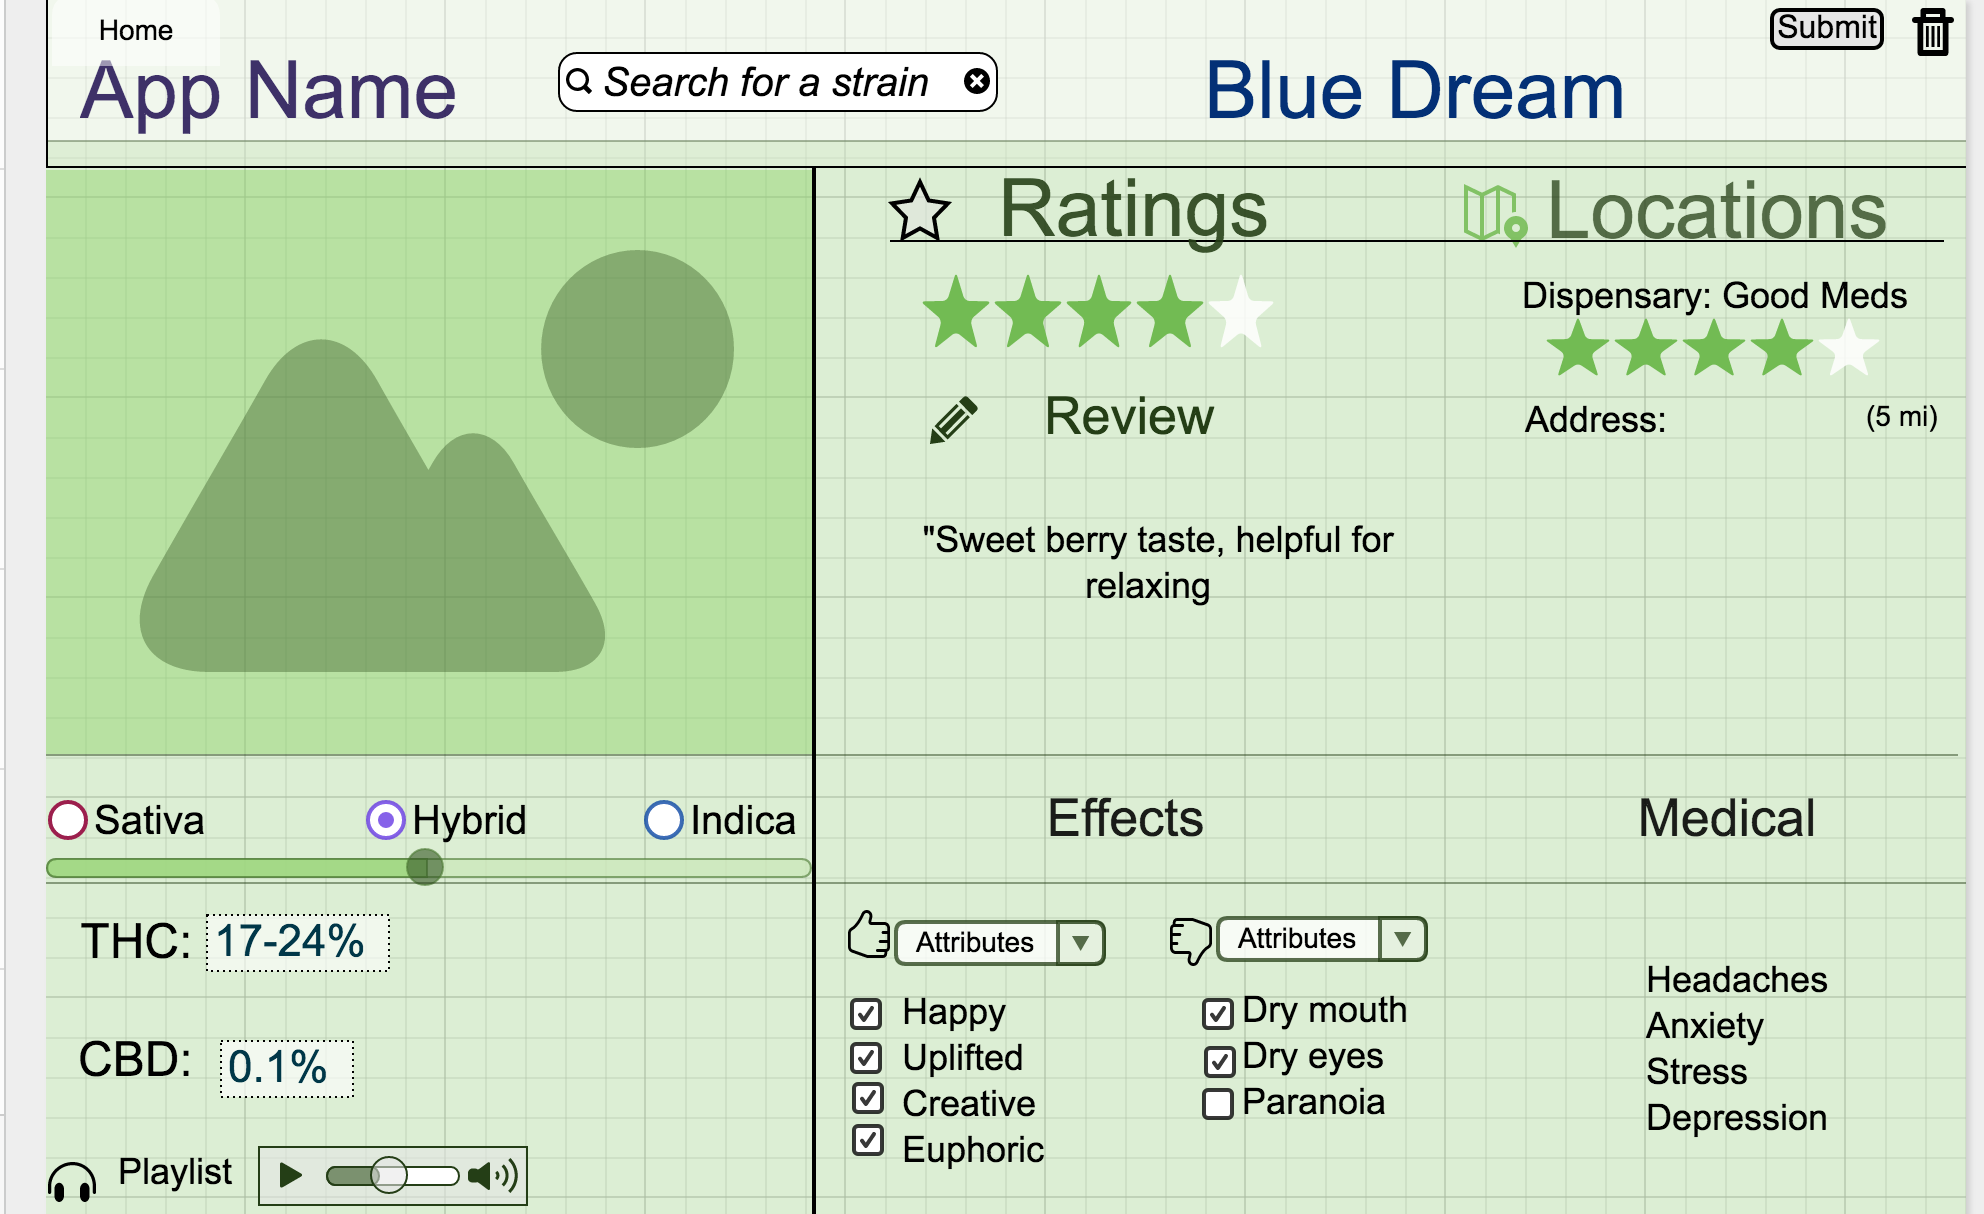 Home
Submit
App Name
Search for a strain
Blue Dream
Ratings
Locations
Dispensary: Good Meds
Review
Address:
(5 mi)
"Sweet berry taste, helpful for
relaxing
Sativa
Hybrid
Indica
Effects
Medical
THC: 17-24%
CBD: 0.1%
Playlist
Attributes
Happy
Uplifted
Creative
Euphoric
Attributes
Dry mouth
Dry eyes
Paranoia
Headaches
Anxiety
Stress
Depression